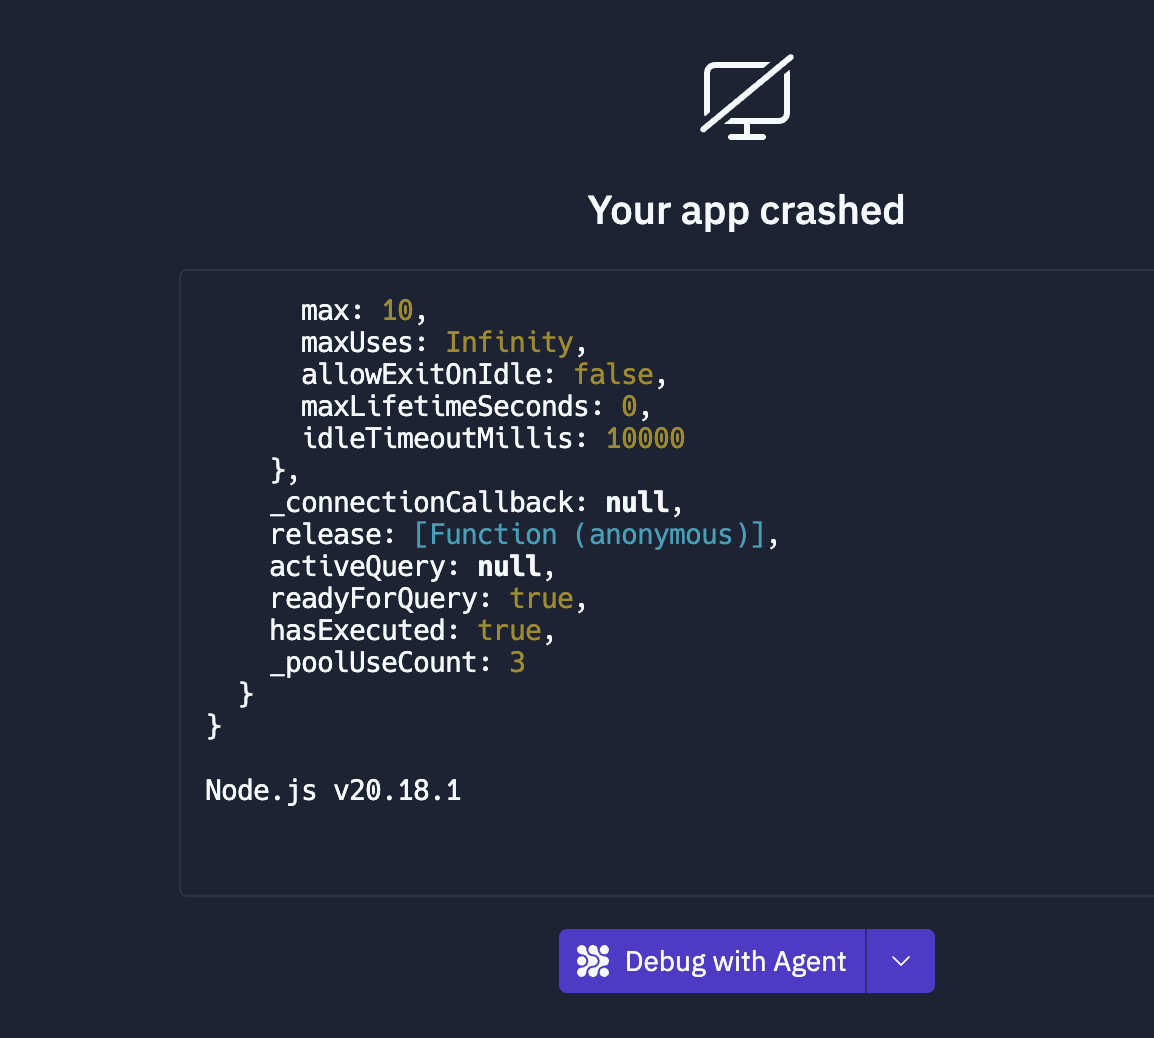 Your app crashed
max: 10,
maxUses: Infinity,
allowExitOnIdle: false,
maxLifetimeSeconds: 0,
idleTimeoutMillis: 10000
},
_connectionCallback: null,
release: [Function (anonymous)],
activeQuery: null,
readyForQuery: true,
hasExecuted: true,
_poolUseCount: 3
}
}
Node.js v20.18.1
Debug with Agent